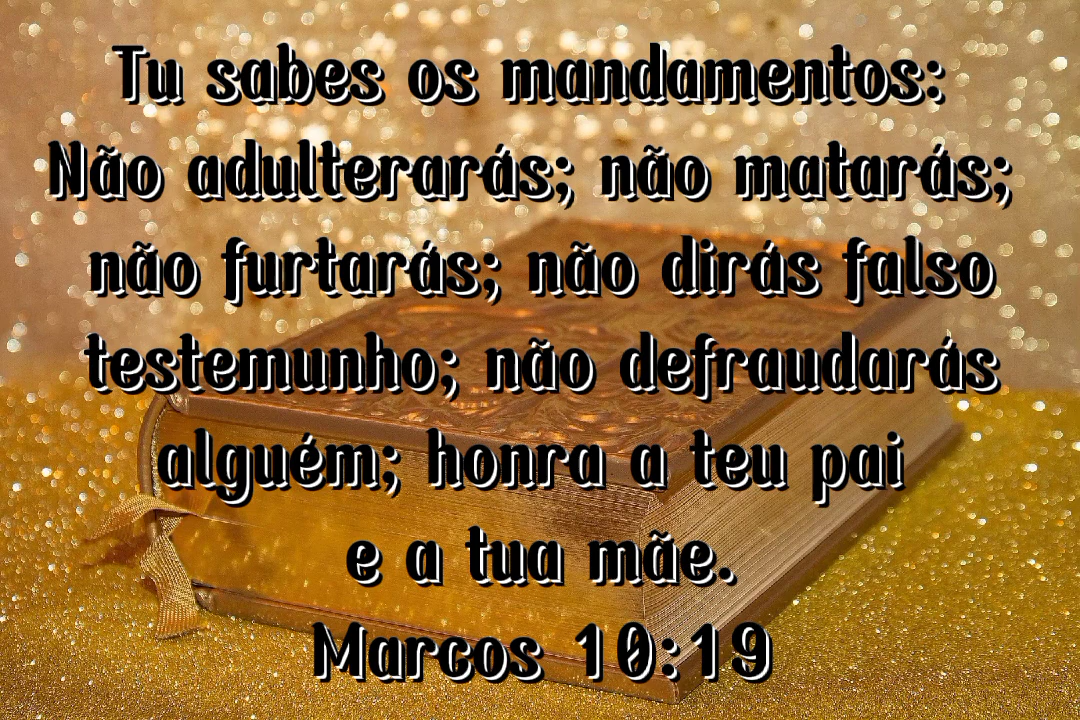 Tu sabes os mandamentos:
Não adulterarás; não matarás;
não furtarás; não dirás falso
testemunho; não defraudarás
alguém; honra a teu pai
e a tua mãe.
Marcos 10:19